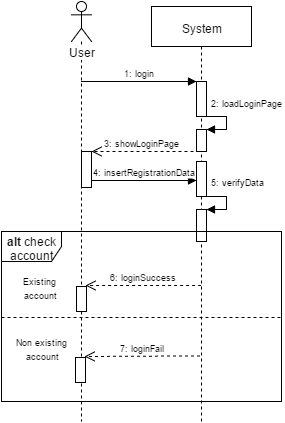 User
System
1: login
2: loadLoginPage
3: showLoginPage
4: insertRegistrationData
5: verifyData
alt check
account
6: loginSuccess
Existing
account
Non existing
account
7: loginFail